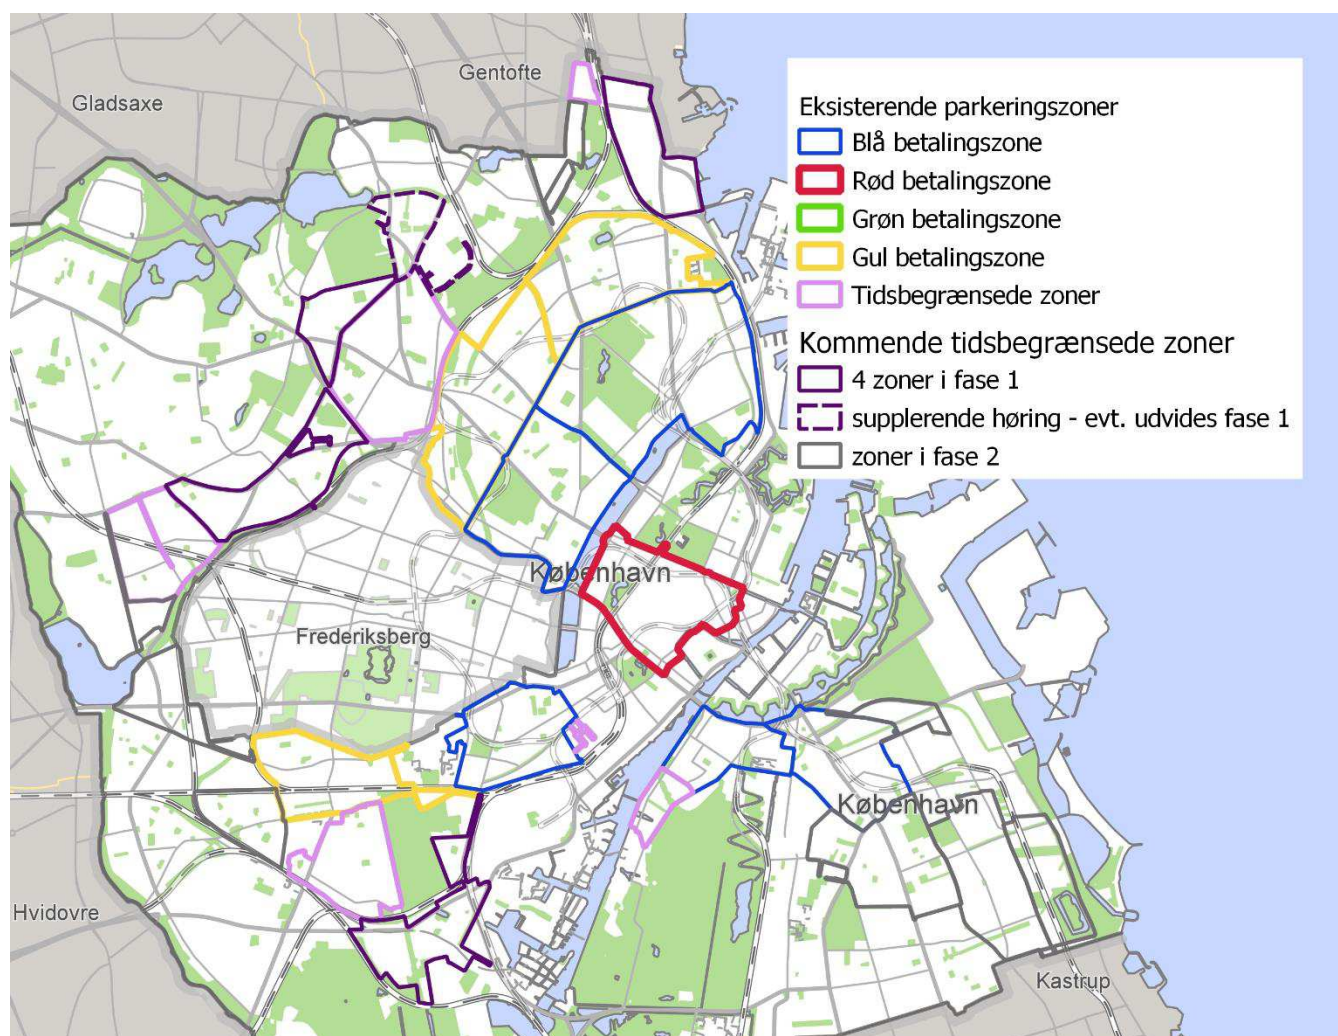 Gentofte
Gladsaxe
Eksisterende parkeringszoner
Blå betalingszone
Rød betalingszone
Grøn betalingszone
Gul betalingszone
Tidsbegrænsede zoner
Kommende tidsbegrænsede zoner
4 zoner i fase 1
supplerende høring - evt. udvides fase 1
zoner i fase 2
København
Frederiksberg
København
Hvidovre
Kastrup